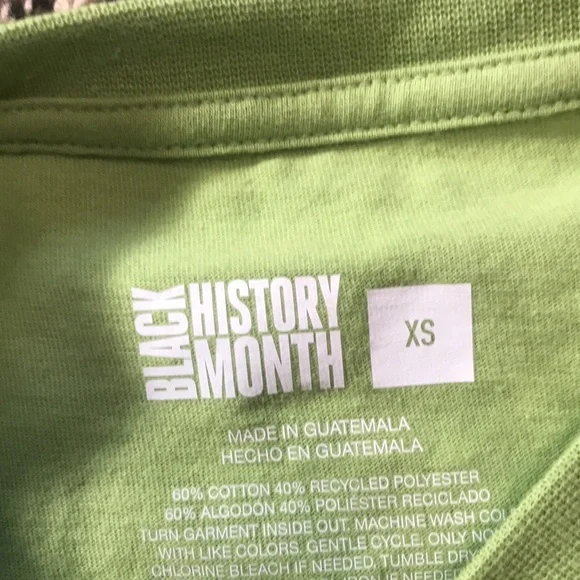 BLACK
HISTORY
MONTH
XS
MADE IN GUATEMALA
HECHO EN GUATEMALA
60% COTTON 40% RECYCLED POLYESTER
60% ALGODÓN 40% POLIÉSTER RECICLADO
TURN GARMENT INSIDE OUT. MACHINE WASH
WITH LIKE COLORS. GENTLE CYCLE. ONLY
CHLORINE BLEACH IF NEEDED. TUMBLE DRY
IF NEEDED